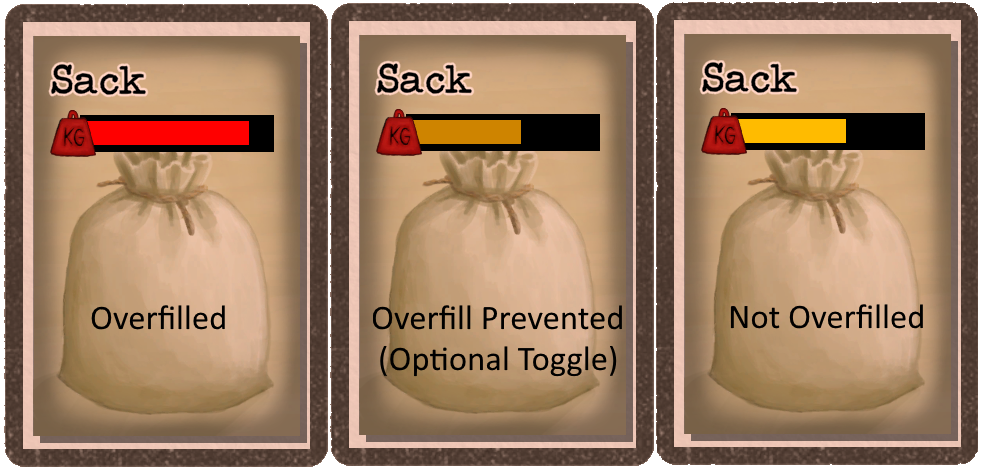 Sack
KG
Overfilled
Sack
KG
Overfill Prevented
(Optional Toggle)
Sack
KG
Not Overfilled